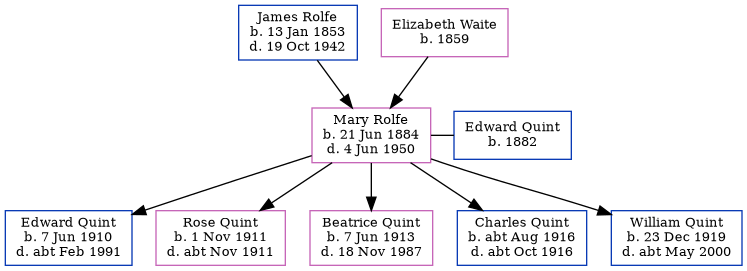 James Rolfe
b. 13 Jan 1853
d. 19 Oct 1942
Elizabeth Waite
b. 1859
Mary Rolfe
b. 21 Jun 1884
d. 4 Jun 1950
Edward Quint
b. 1882
Edward Quint
b. 7 Jun 1910
d. abt Feb 1991
Rose Quint
b. 1 Nov 1911
d. abt Nov 1911
Beatrice Quint
b. 7 Jun 1913
d. 18 Nov 1987
Charles Quint
b. abt Aug 1916
d. abt Oct 1916
William Quint
b. 23 Dec 1919
d. abt May 2000